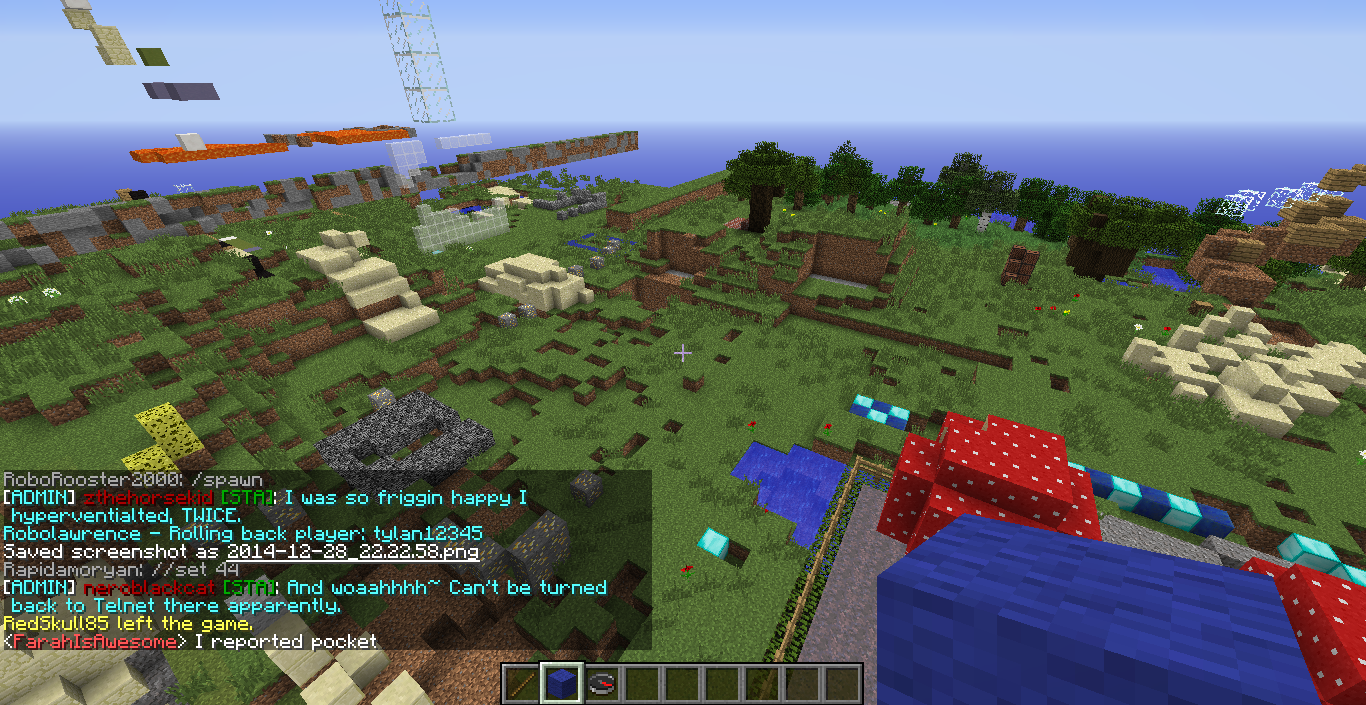 RoboRooster2000: /spawn
[ADMIN] zthehorsekid [STA]: I was so friggin happy I
hyperventialted, TWICE.
Robolawrence - Rolling back player: tylan12345
Saved screenshot as 2014-12-28_22.22.58.png
Rapidamoryan: //set 44
[ADMIN] neroblackcat [STA]: And woaahhhh~ Can't be turned
back to Telnet there apparently.
RedSkull85 left the game.
<FarahIsAwesome> I reported pocket